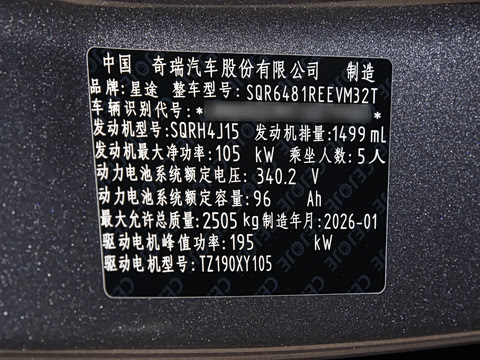 中国 奇瑞汽车股份有限公司 制造
品牌:星途 整车型号:SQR6481REEVM32T
车辆识别代号:* *
发动机型号:SQRH4J15 发动机排量:1499 mL
发动机最大净功率:105 kW 乘坐人数:5人
动力电池系统额定电压:340.2 V
动力电池系统额定容量:96 Ah
最大允许总质量:2505 kg 制造年月:2026-01
驱动电机峰值功率:195 kW
驱动电机型号:TZ190XY105